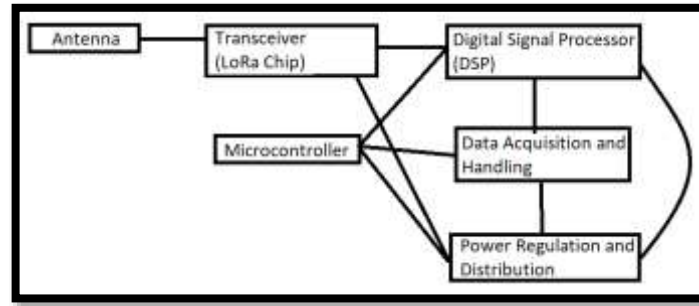 Antenna
Transceiver
(LoRa Chip)
Digital Signal Processor
(DSP)
Microcontroller
Data Acquisition and
Handling
Power Regulation and
Distribution